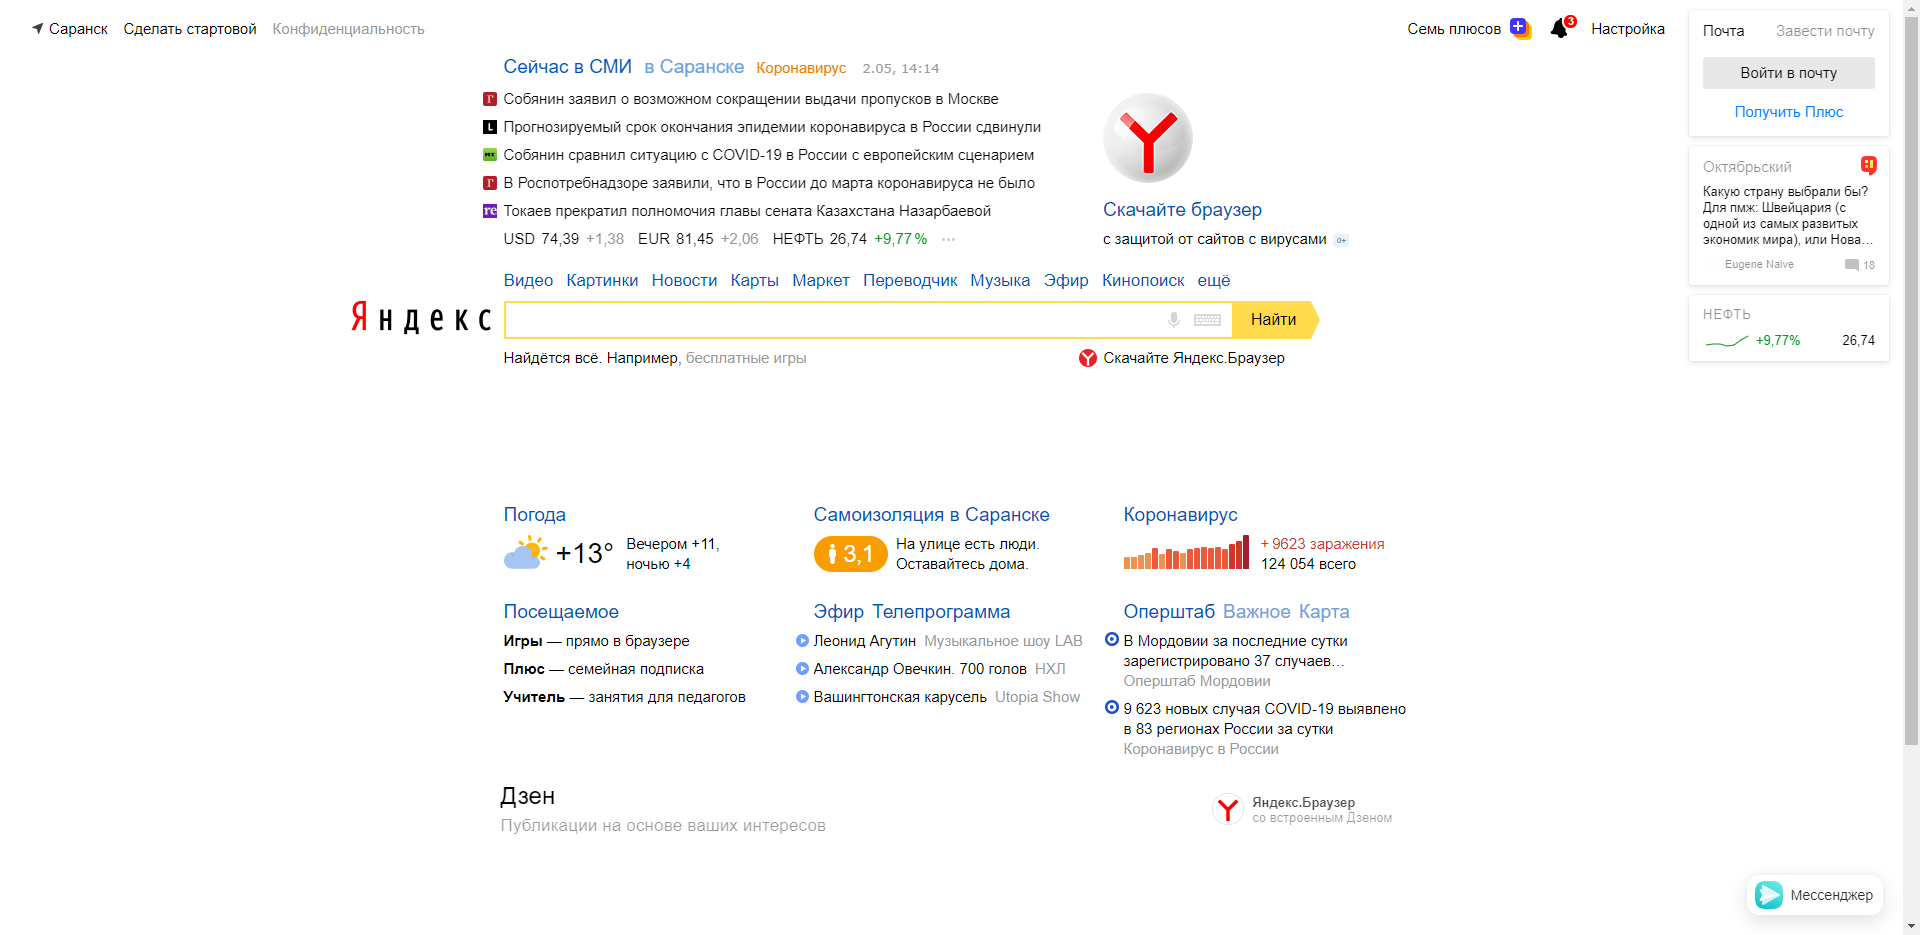 Саранск Сделать стартовой Конфиденциальность
Семь плюсов 3 Настройка
Сейчас в СМИ в Саранске Коронавирус 2.05, 14:14
Собянин заявил о возможном сокращении выдачи пропусков в Москве
Прогнозируемый срок окончания эпидемии коронавируса в России сдвинули
Собянин сравнил ситуацию с COVID-19 в России с европейским сценарием
В Роспотребнадзоре заявили, что в России до марта коронавируса не было
Токаев прекратил полномочия главы сената Казахстана Назарбаевой
USD 74,39 +1,38 EUR 81,45 +2,06 НЕФТЬ 26,74 +9,77% ···
Скачайте браузер
с защитой от сайтов с вирусами 0+
Почта Завести почту
Войти в почту
Получить Плюс
Октябрьский
Какую страну выбрали бы?
Для пмж: Швейцария (с
одной из самых развитых
экономик мира), или Нова…
Eugene Naive 18
НЕФТЬ
+9,77% 26,74
Видео Картинки Новости Карты Маркет Переводчик Музыка Эфир Кинопоиск ещё
Яндекс Найти
Найдётся всё. Например, бесплатные игры
Скачайте Яндекс.Браузер
Погода
+13°
Вечером +11,
ночью +4
Самоизоляция в Саранске
3,1
На улице есть люди.
Оставайтесь дома.
Коронавирус
+ 9623 заражения
124 054 всего
Посещаемое
Игры — прямо в браузере
Плюс — семейная подписка
Учитель — занятия для педагогов
Эфир Телепрограмма
Леонид Агутин Музыкальное шоу LAB
Александр Овечкин. 700 голов НХЛ
Вашингтонская карусель Utopia Show
Оперштаб Важное Карта
В Мордовии за последние сутки
зарегистрировано 37 случаев…
Оперштаб Мордовии
9 623 новых случая COVID-19 выявлено
в 83 регионах России за сутки
Коронавирус в России
Дзен
Публикации на основе ваших интересов
Яндекс.Браузер
со встроенным Дзеном
Мессенджер